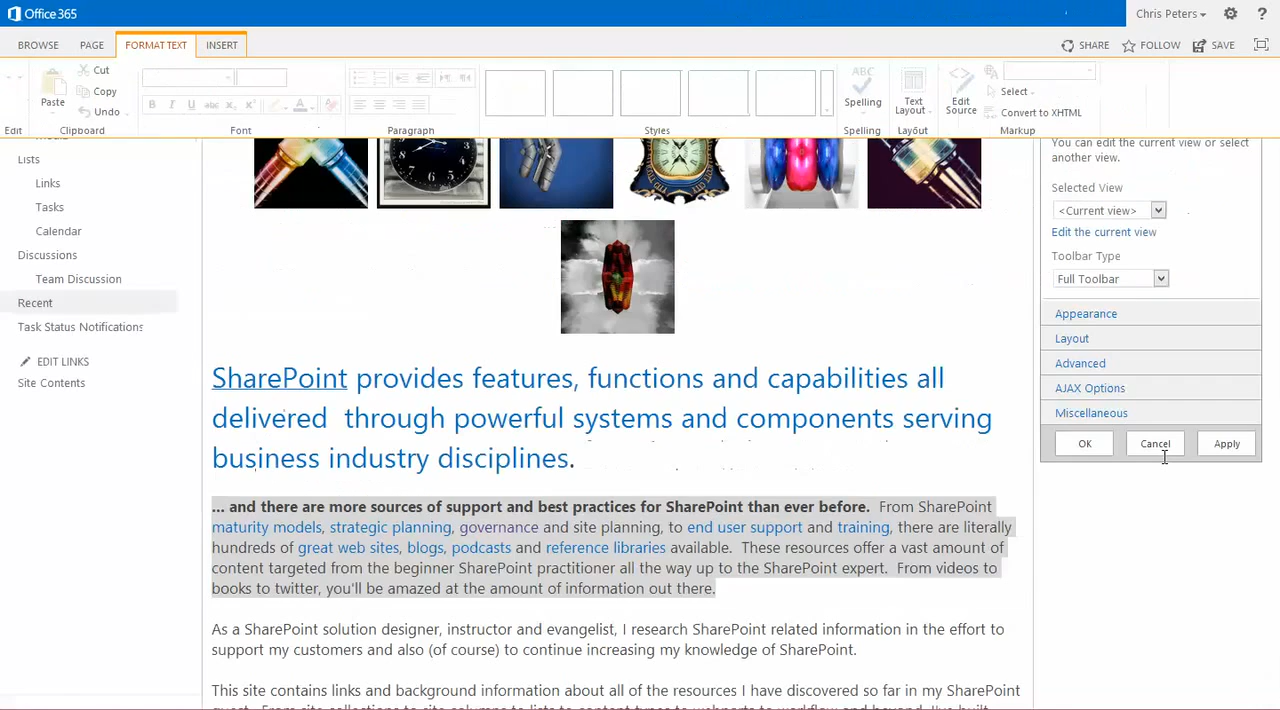 Office 365
Chris Peters
?
BROWSE
PAGE
FORMAT TEXT
INSERT
SHARE
FOLLOW
SAVE
Paste
Cut
Copy
Undo
B I U abc x₂ x²
A
ABC
Spelling
Text
Layout
Edit
Source
Select
Convert to XHTML
Edit
Clipboard
Font
Paragraph
Styles
Spelling
Layout
Markup
Lists
Links
Tasks
Calendar
Discussions
Team Discussion
Recent
Task Status Notifications
EDIT LINKS
Site Contents
SharePoint provides features, functions and capabilities all
delivered through powerful systems and components serving
business industry disciplines.
... and there are more sources of support and best practices for SharePoint than ever before. From SharePoint
maturity models, strategic planning, governance and site planning, to end user support and training, there are literally
hundreds of great web sites, blogs, podcasts and reference libraries available. These resources offer a vast amount of
content targeted from the beginner SharePoint practitioner all the way up to the SharePoint expert. From videos to
books to twitter, you'll be amazed at the amount of information out there.
As a SharePoint solution designer, instructor and evangelist, I research SharePoint related information in the effort to
support my customers and also (of course) to continue increasing my knowledge of SharePoint.
This site contains links and background information about all of the resources I have discovered so far in my SharePoint
You can edit the current view or select
another view.
Selected View
<Current view>
Edit the current view
Toolbar Type
Full Toolbar
Appearance
Layout
Advanced
AJAX Options
Miscellaneous
OK
Cancel
Apply